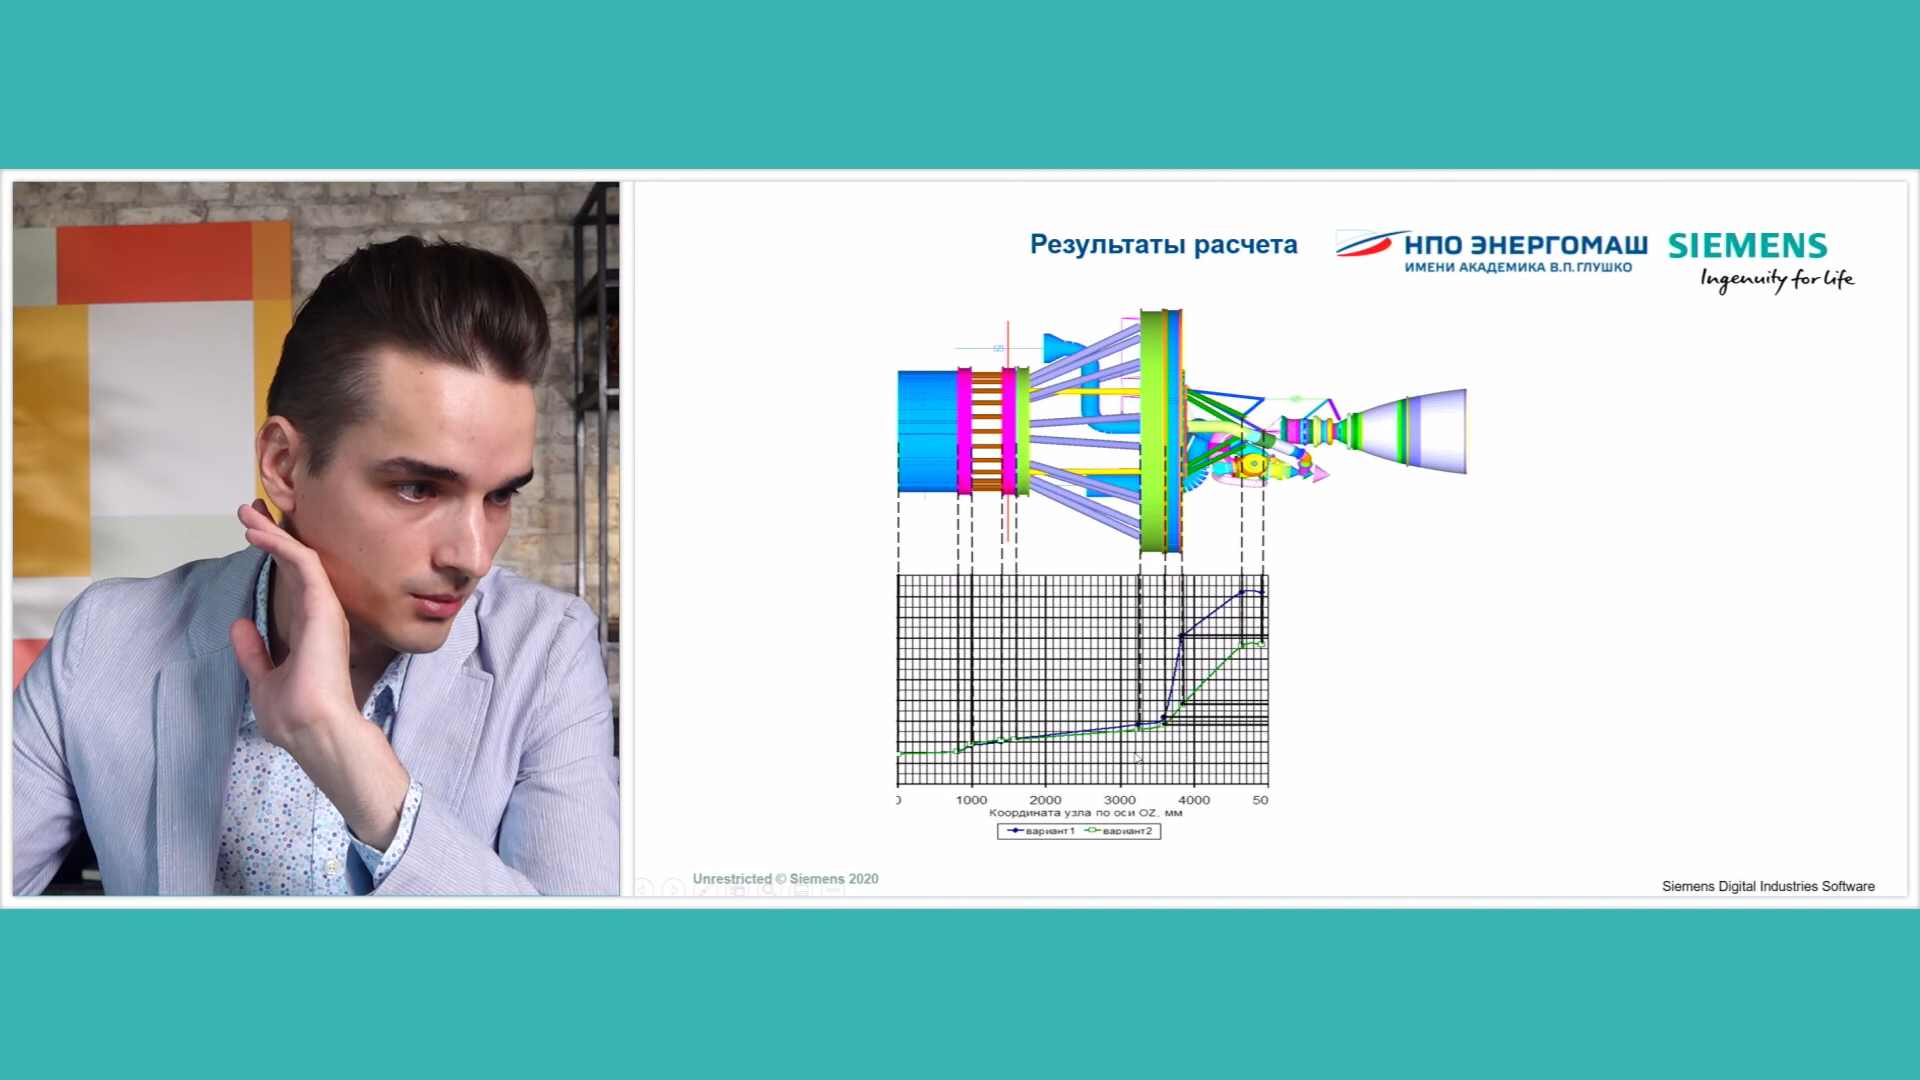 Результаты расчета
НПО ЭНЕРГОМАШ
ИМЕНИ АКАДЕМИКА В.П.ГЛУШКО
SIEMENS
Ingenuity for life
0 1000 2000 3000 4000 50
Координата узла по оси OZ, мм
вариант1 вариант2
Unrestricted © Siemens 2020
Siemens Digital Industries Software